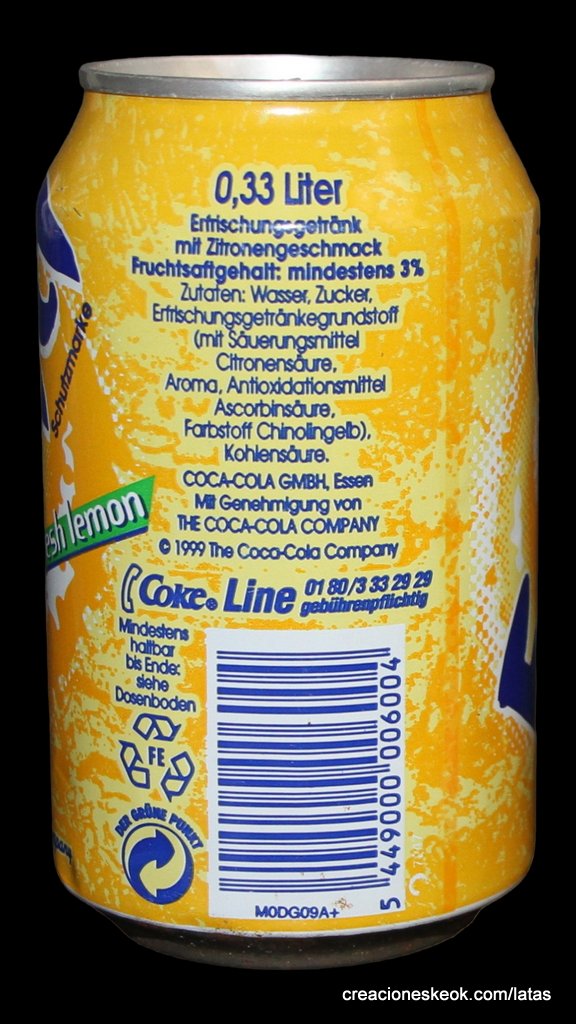 0,33 Liter
Erfrischungsgetränk
mit Zitronengeschmack
Fruchtsaftgehalt: mindestens 3%
Zutaten: Wasser, Zucker,
Erfrischungsgetränkegrundstoff
(mit Säuerungsmittel
Citronensäure,
Aroma, Antioxidationsmittel
Ascorbinsäure,
Farbstoff Chinolingelb),
Kohlensäure.
COCA-COLA GMBH, Essen
Mit Genehmigung von
THE COCA-COLA COMPANY
© 1999 The Coca-Cola Company
Schutzmarke
esh lemon
Coke® Line 01 80/3 33 29 29
gebührenpflichtig
Mindestens
haltbar
bis Ende:
siehe
Dosenboden
FE
DER GRÜNE PUNKT
5 449000 006004
M0DG09A+
creacioneskeok.com/latas